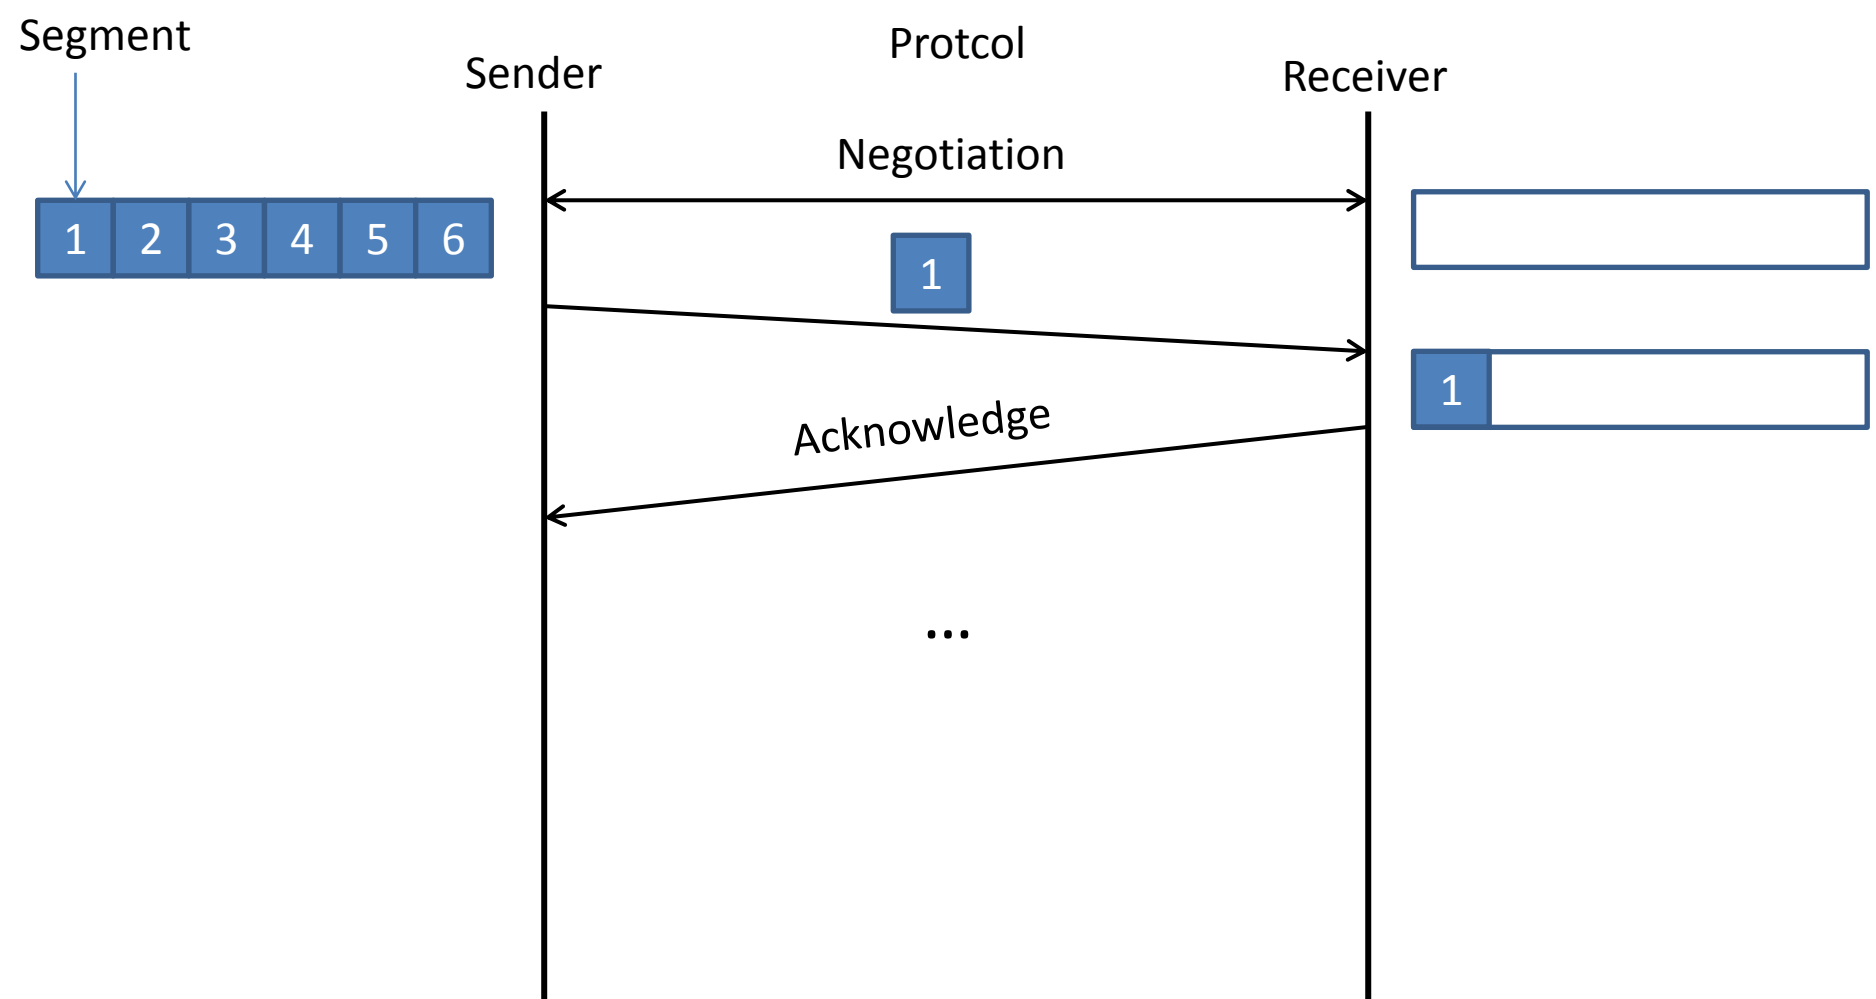 Segment
Sender
Protcol
Receiver
Negotiation
1 2 3 4 5 6
1
1
Acknowledge
...